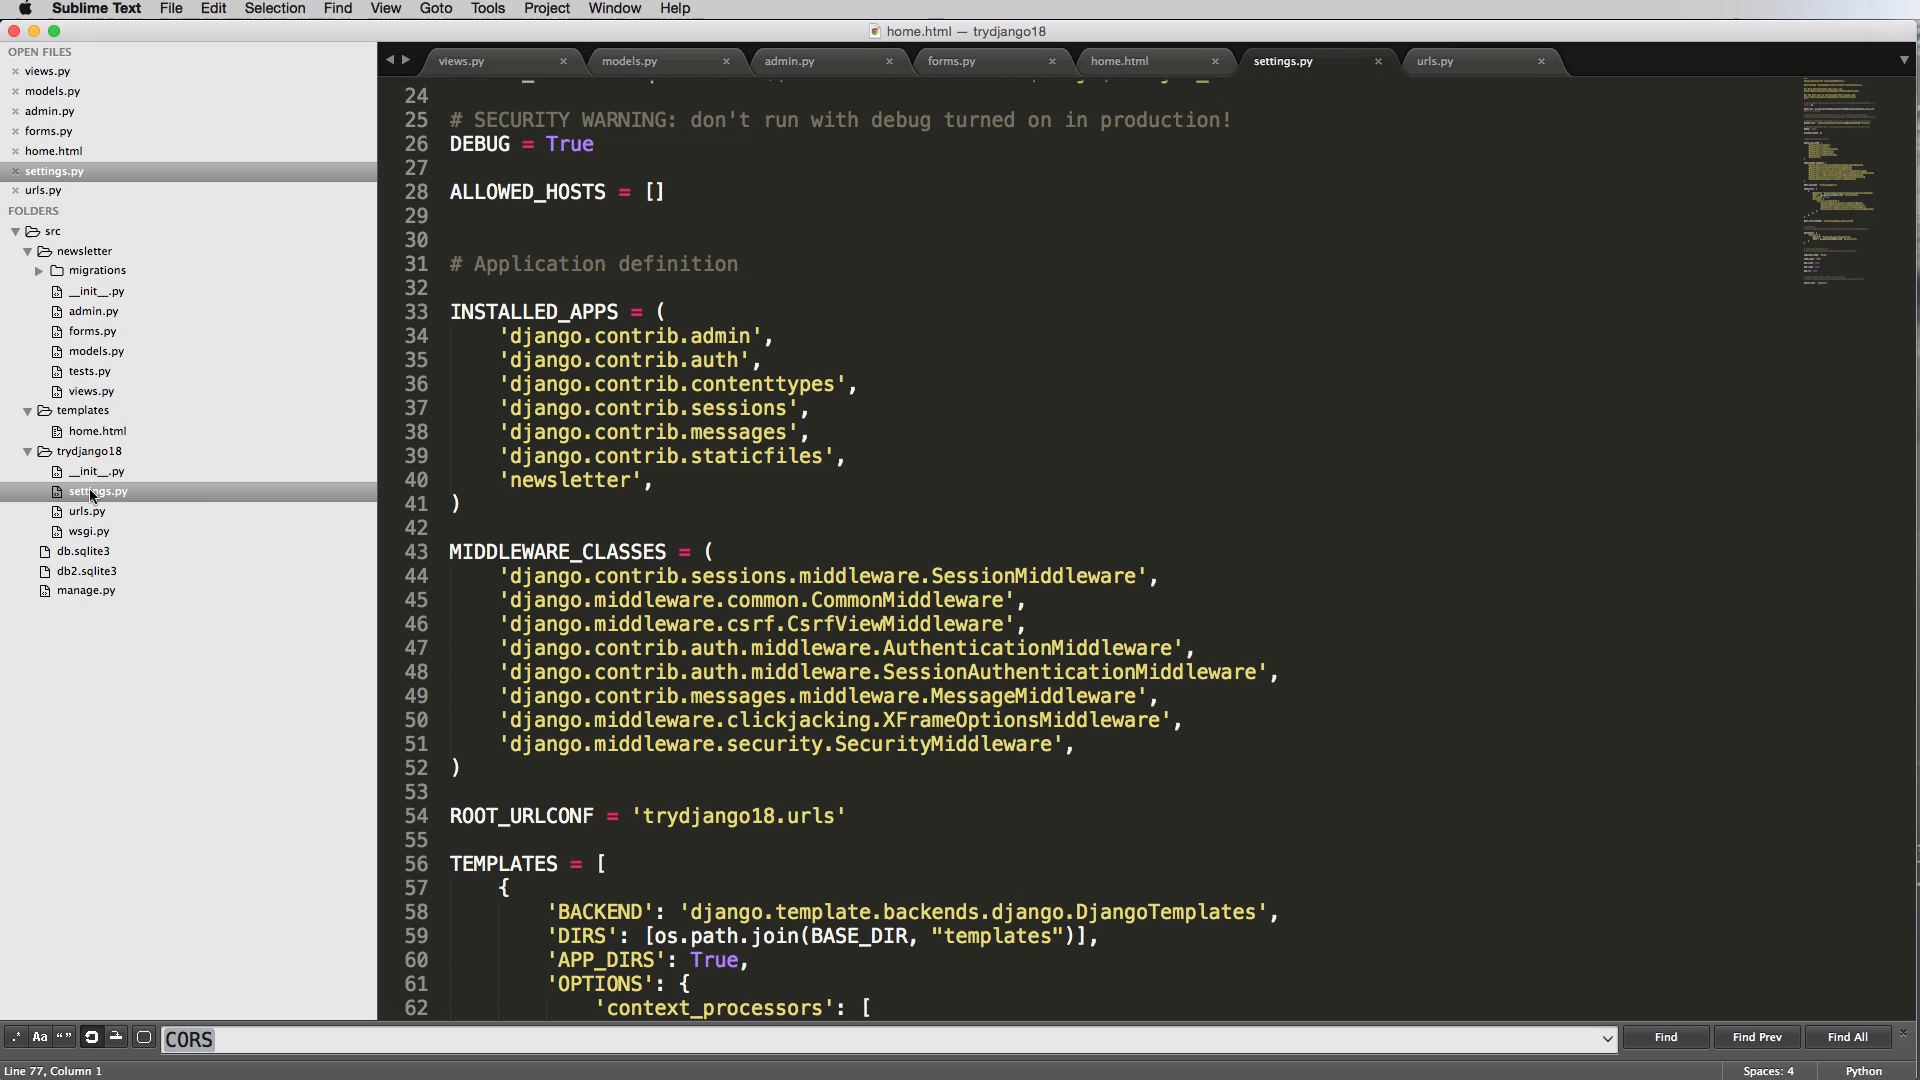 Sublime Text File Edit Selection Find View Goto Tools Project Window Help
home.html — trydjango18
OPEN FILES
views.py
models.py
admin.py
forms.py
home.html
settings.py
urls.py
FOLDERS
src
newsletter
migrations
__init__.py
admin.py
forms.py
models.py
tests.py
views.py
templates
home.html
trydjango18
__init__.py
settings.py
urls.py
wsgi.py
db.sqlite3
db2.sqlite3
manage.py
views.py models.py admin.py forms.py home.html settings.py urls.py
24
25 # SECURITY WARNING: don't run with debug turned on in production!
26 DEBUG = True
27
28 ALLOWED_HOSTS = []
29
30
31 # Application definition
32
33 INSTALLED_APPS = (
34 'django.contrib.admin',
35 'django.contrib.auth',
36 'django.contrib.contenttypes',
37 'django.contrib.sessions',
38 'django.contrib.messages',
39 'django.contrib.staticfiles',
40 'newsletter',
41 )
42
43 MIDDLEWARE_CLASSES = (
44 'django.contrib.sessions.middleware.SessionMiddleware',
45 'django.middleware.common.CommonMiddleware',
46 'django.middleware.csrf.CsrfViewMiddleware',
47 'django.contrib.auth.middleware.AuthenticationMiddleware',
48 'django.contrib.auth.middleware.SessionAuthenticationMiddleware',
49 'django.contrib.messages.middleware.MessageMiddleware',
50 'django.middleware.clickjacking.XFrameOptionsMiddleware',
51 'django.middleware.security.SecurityMiddleware',
52 )
53
54 ROOT_URLCONF = 'trydjango18.urls'
55
56 TEMPLATES = [
57 {
58 'BACKEND': 'django.template.backends.django.DjangoTemplates',
59 'DIRS': [os.path.join(BASE_DIR, "templates")],
60 'APP_DIRS': True,
61 'OPTIONS': {
62 'context_processors': [
.* Aa “ ” CORS Find Find Prev Find All
Line 77, Column 1 Spaces: 4 Python